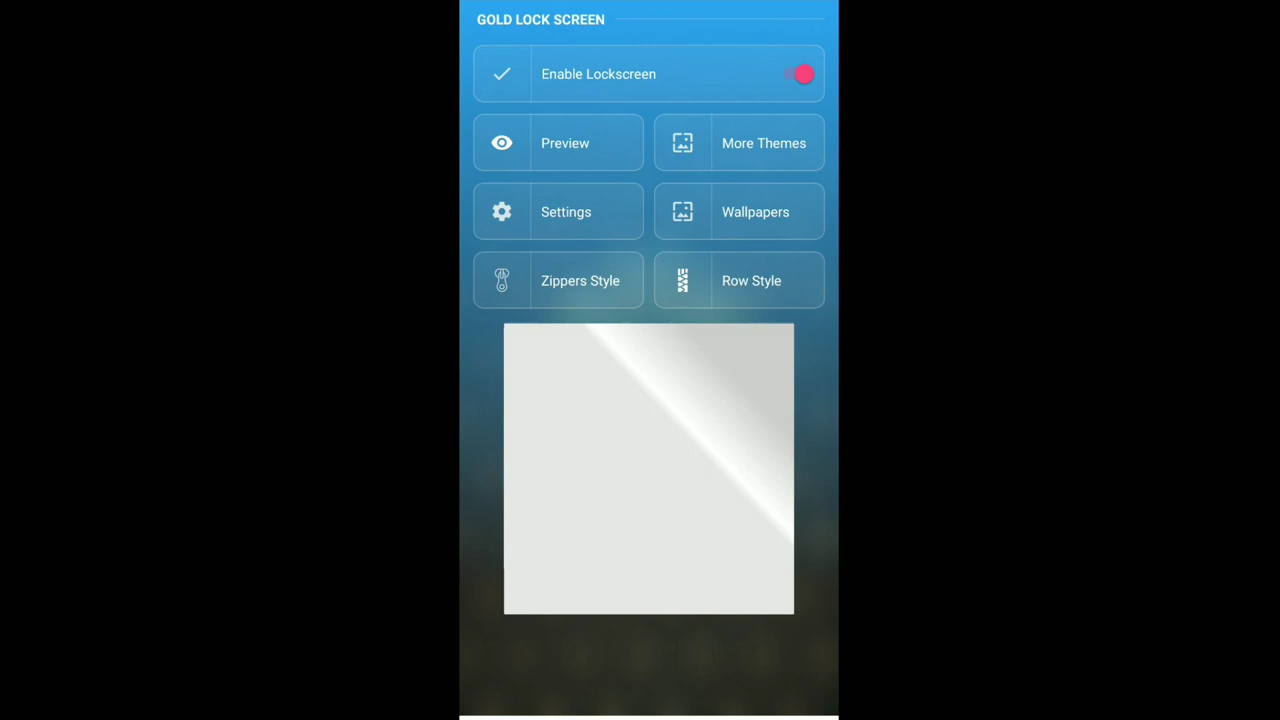 GOLD LOCK SCREEN
Enable Lockscreen
Preview
More Themes
Settings
Wallpapers
Zippers Style
Row Style